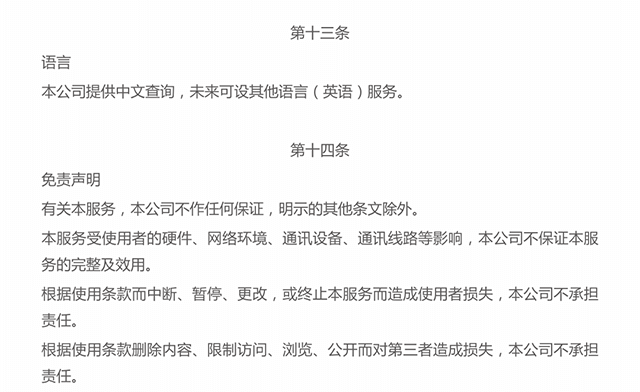 第十三条
语言
本公司提供中文查询，未来可设其他语言（英语）服务。
第十四条
免责声明
有关本服务，本公司不作任何保证，明示的其他条文除外。
本服务受使用者的硬件、网络环境、通讯设备、通讯线路等影响，本公司不保证本服
务的完整及效用。
根据使用条款而中断、暂停、更改，或终止本服务而造成使用者损失，本公司不承担
责任。
根据使用条款删除内容、限制访问、浏览、公开而对第三者造成损失，本公司不承担
责任。